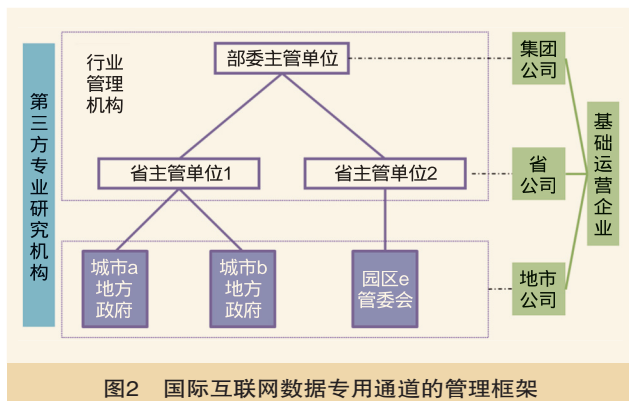 第三方专业研究机构
行业
管理
机构
部委主管单位
省主管单位1
省主管单位2
城市a
地方
政府
城市b
地方
政府
园区e
管委会
集团
公司
省
公司
地市
公司
基础运营企业
图2 国际互联网数据专用通道的管理框架